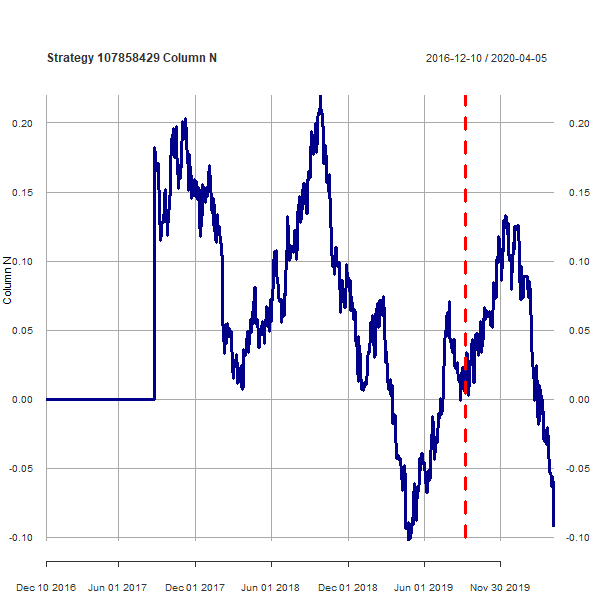 Strategy 107858429 Column N
2016-12-10 / 2020-04-05
Column N
0.20
0.15
0.10
0.05
0.00
-0.05
-0.10
0.20
0.15
0.10
0.05
0.00
-0.05
-0.10
Dec 10 2016
Jun 01 2017
Dec 01 2017
Jun 01 2018
Dec 01 2018
Jun 01 2019
Nov 30 2019